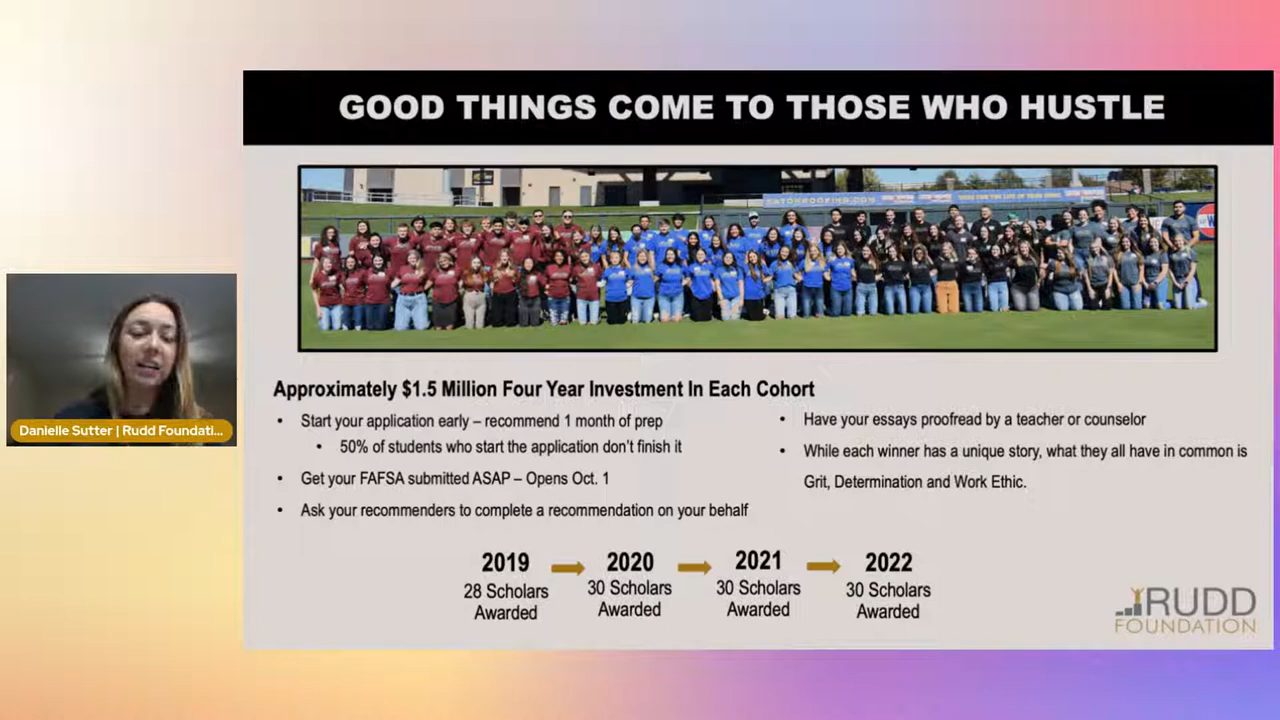 GOOD THINGS COME TO THOSE WHO HUSTLE
Approximately $1.5 Million Four Year Investment In Each Cohort
• Start your application early – recommend 1 month of prep
• 50% of students who start the application don't finish it
• Get your FAFSA submitted ASAP – Opens Oct. 1
• Ask your recommenders to complete a recommendation on your behalf
• Have your essays proofread by a teacher or counselor
• While each winner has a unique story, what they all have in common is
Grit, Determination and Work Ethic.
2019
28 Scholars
Awarded
2020
30 Scholars
Awarded
2021
30 Scholars
Awarded
2022
30 Scholars
Awarded
RUDD
FOUNDATION
Danielle Sutter | Rudd Foundati...